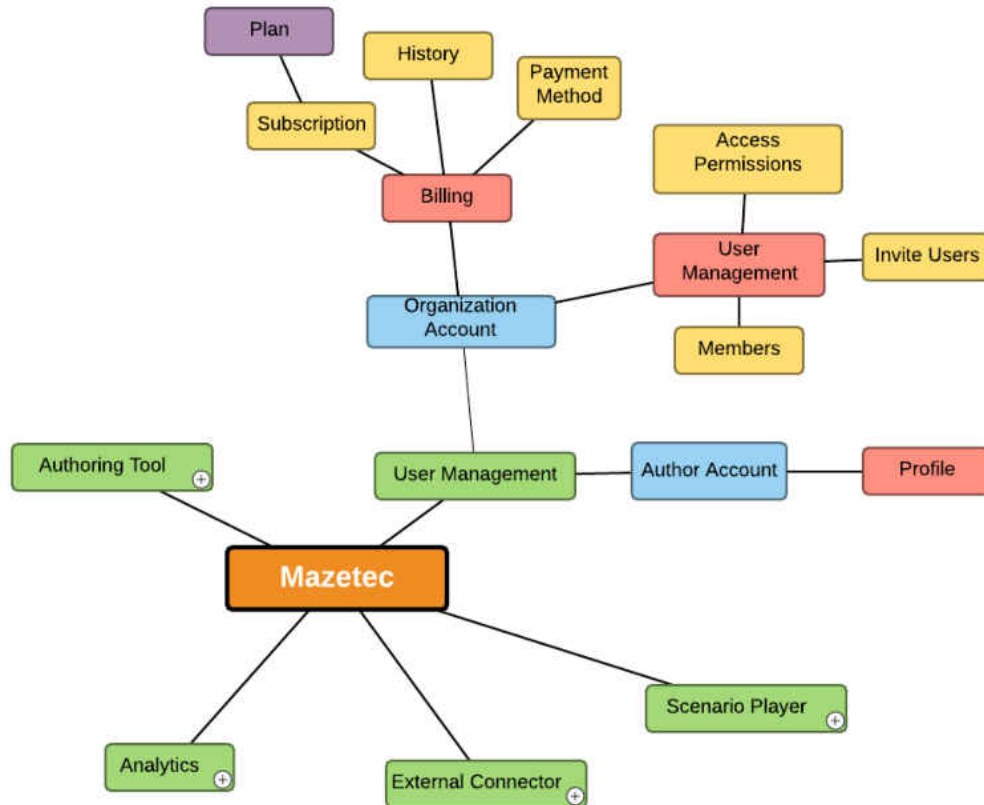 Plan
History
Payment
Method
Subscription
Access
Permissions
Billing
User
Management
Invite Users
Organization
Account
Members
Authoring Tool
User Management
Author Account
Profile
Mazetec
Scenario Player
Analytics
External Connector